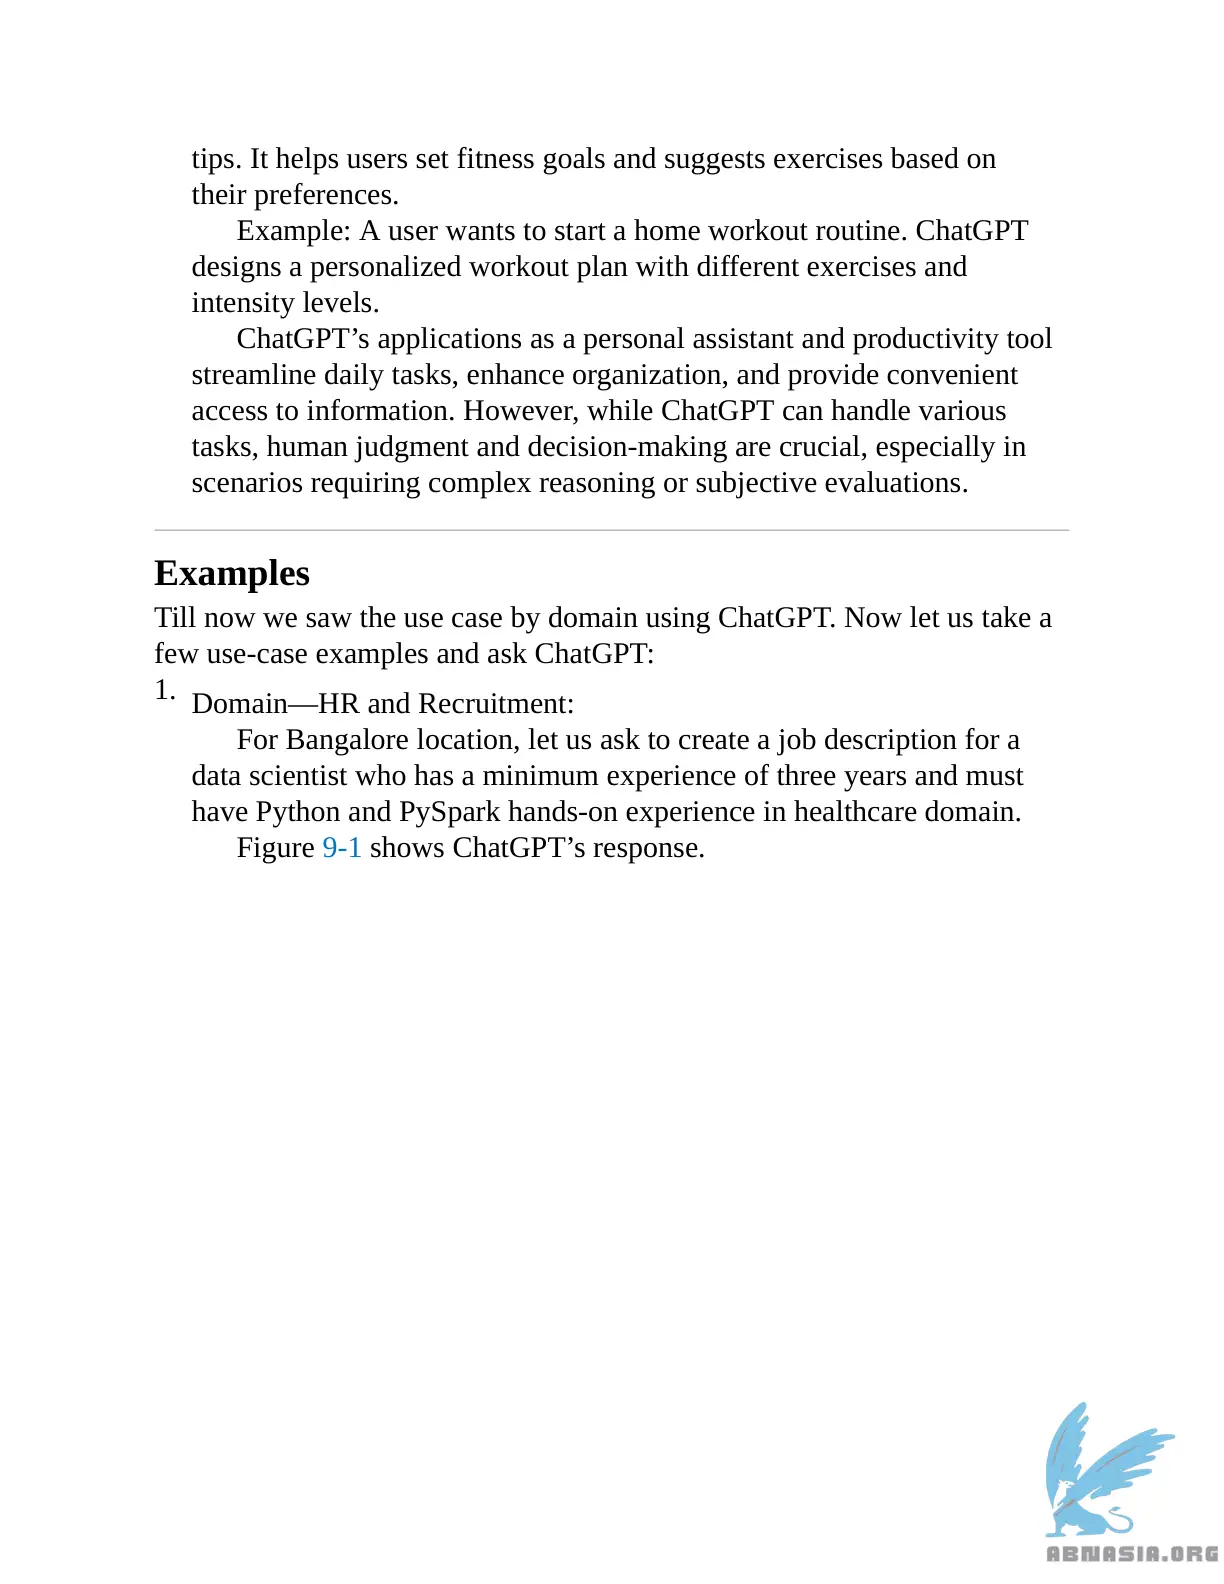 tips. It helps users set fitness goals and suggests exercises based on
their preferences.
Example: A user wants to start a home workout routine. ChatGPT
designs a personalized workout plan with different exercises and
intensity levels.
ChatGPT’s applications as a personal assistant and productivity tool
streamline daily tasks, enhance organization, and provide convenient
access to information. However, while ChatGPT can handle various
tasks, human judgment and decision-making are crucial, especially in
scenarios requiring complex reasoning or subjective evaluations.
Examples
Till now we saw the use case by domain using ChatGPT. Now let us take a
few use-case examples and ask ChatGPT:
1. Domain—HR and Recruitment:
For Bangalore location, let us ask to create a job description for a
data scientist who has a minimum experience of three years and must
have Python and PySpark hands-on experience in healthcare domain.
Figure 9-1 shows ChatGPT’s response.
ABNASIA.ORG